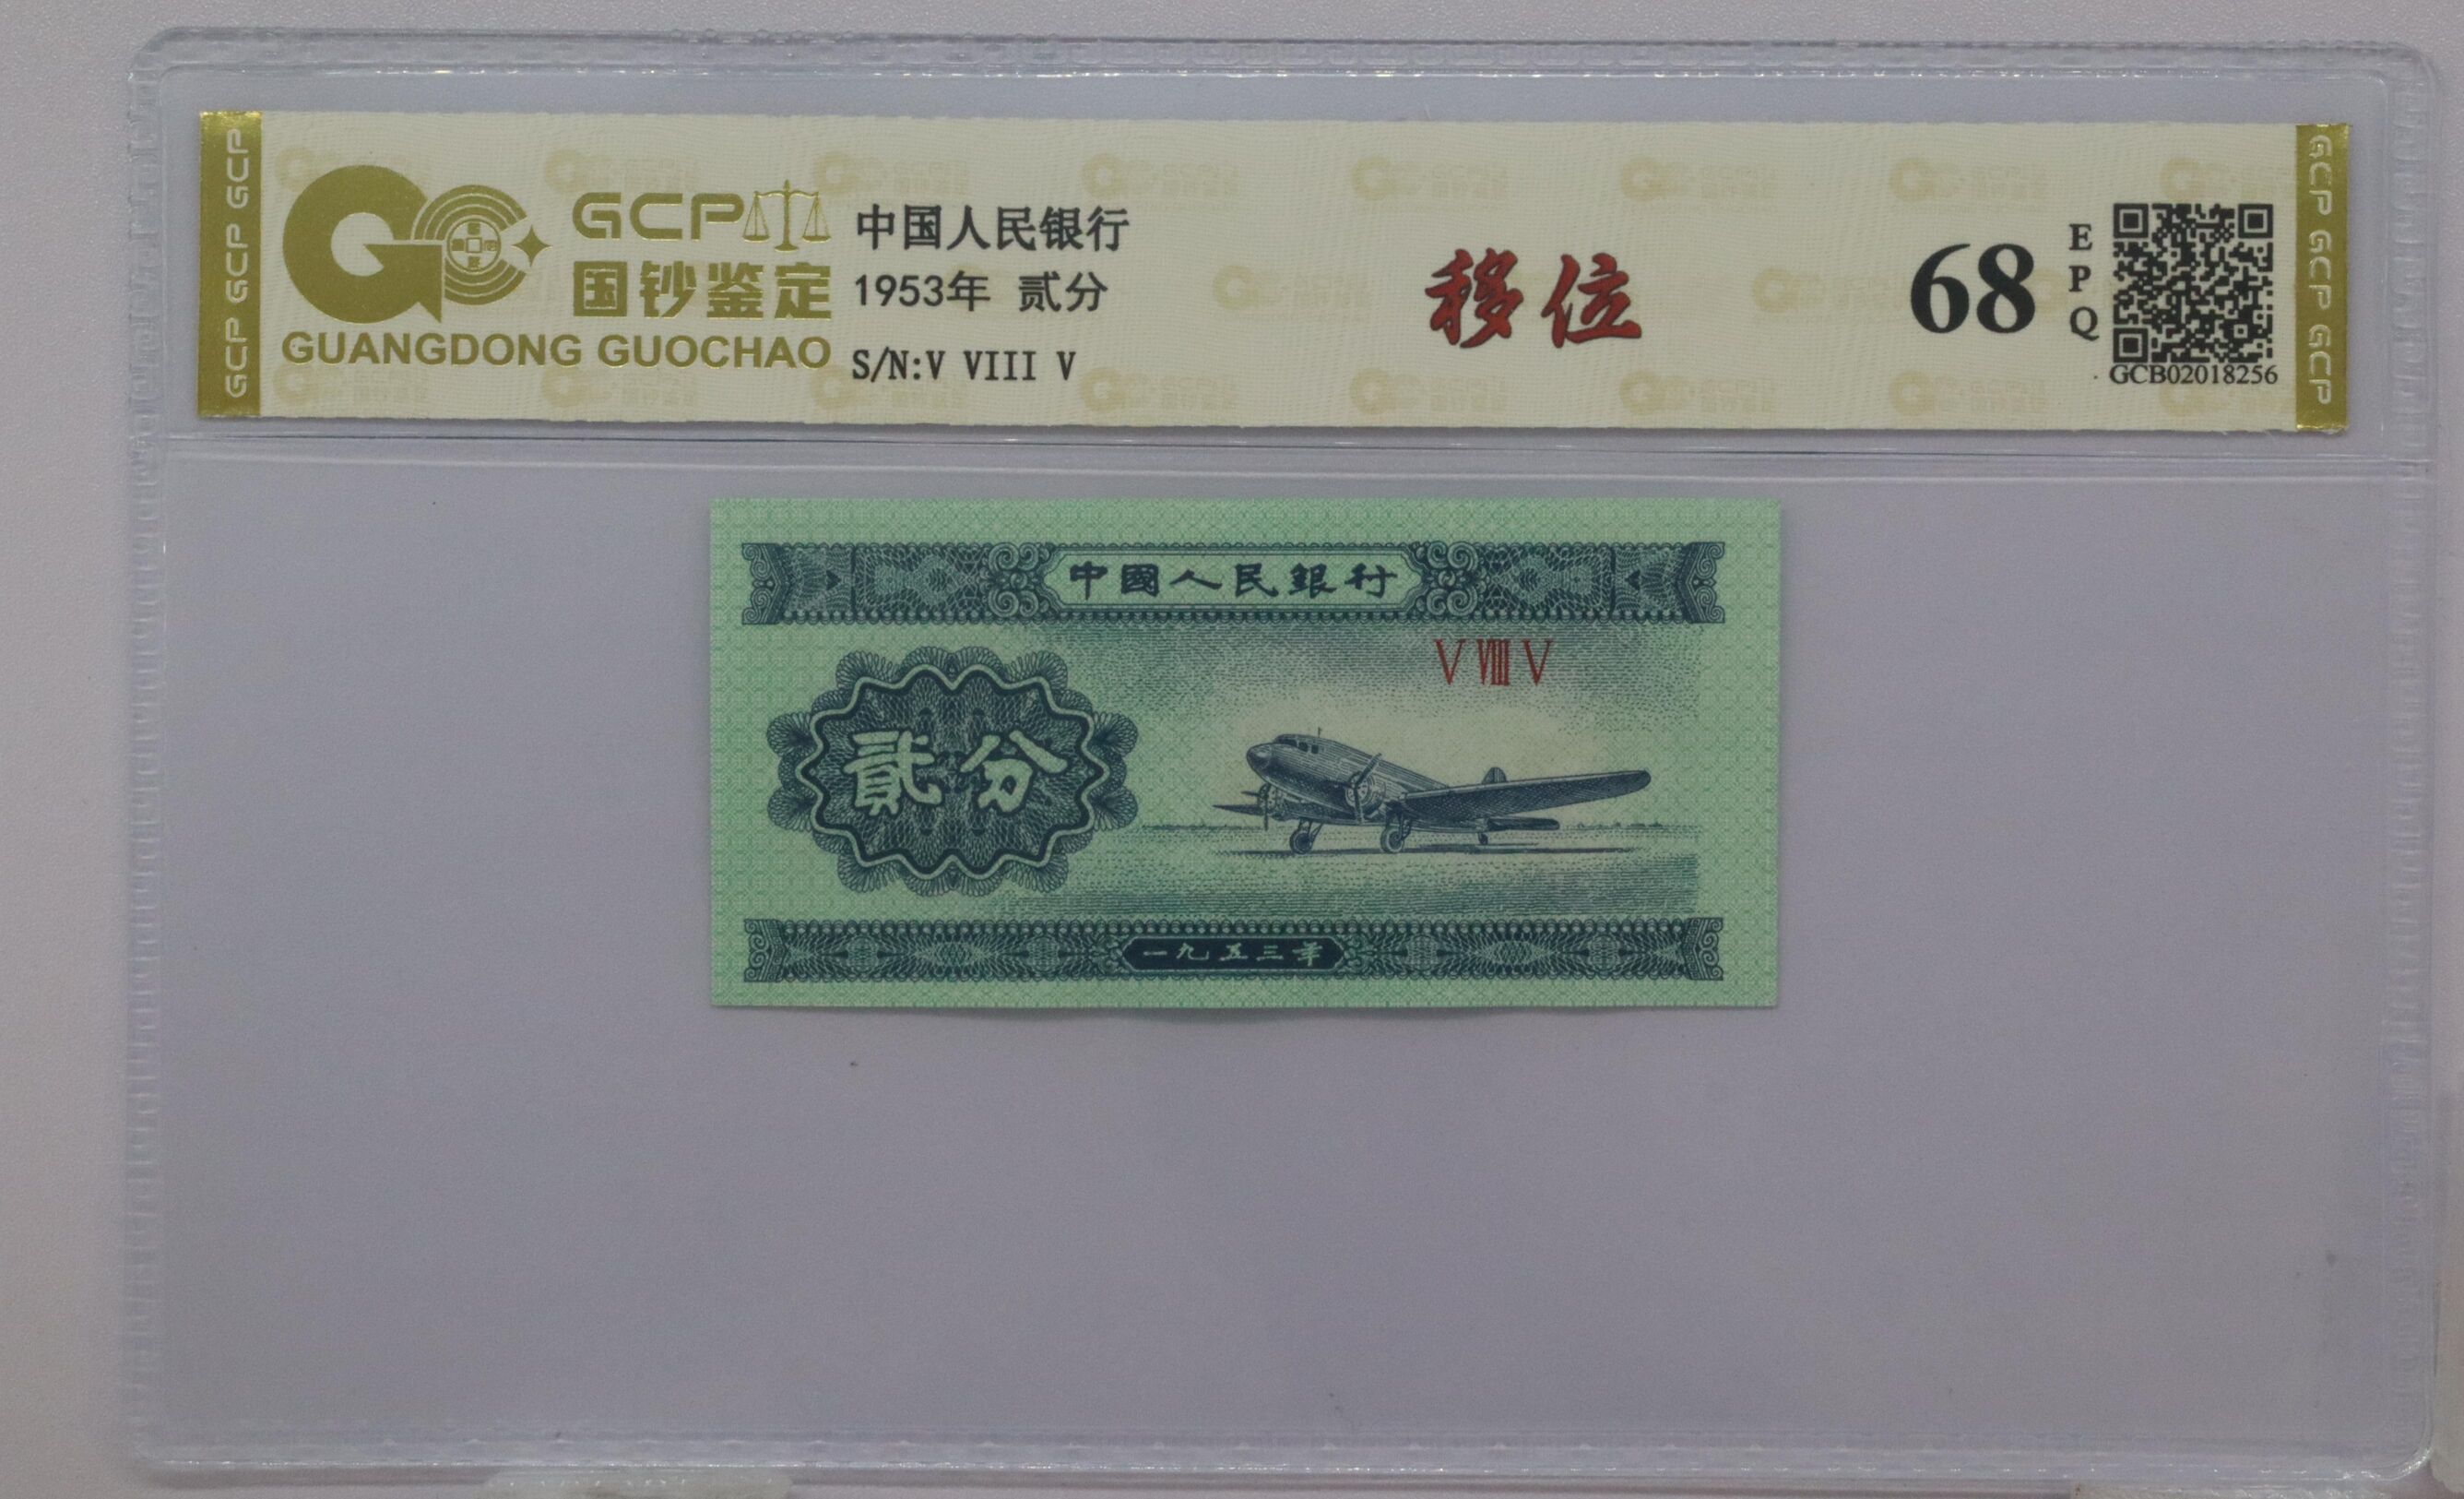 GCP GCP GCP
GCP
国钞鉴定
GUANGDONG GUOCHAO
中国人民银行
1953年 贰分
S/N:V VIII V
移位
68
EPQ
GCB02018256
GCP GCP GCP
中國人民銀行
V VIII V
貳分
一九五三年